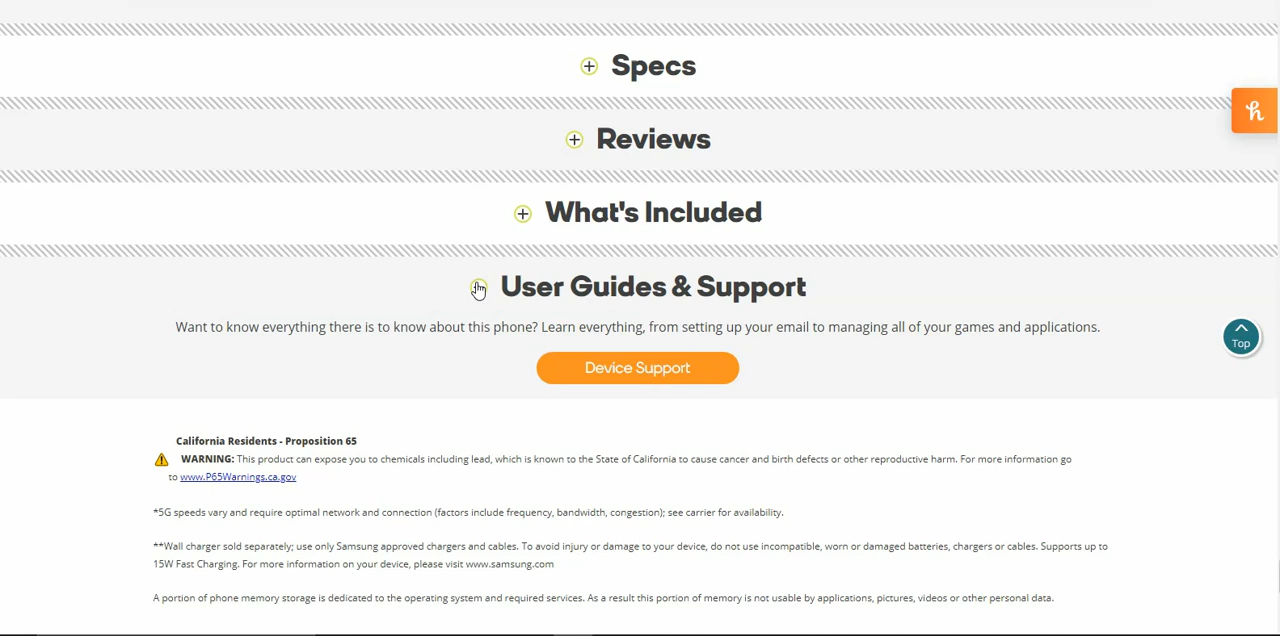 Specs
Reviews
What's Included
User Guides & Support
Want to know everything there is to know about this phone? Learn everything, from setting up your email to managing all of your games and applications.
Top
Device Support
California Residents - Proposition 65
WARNING: This product can expose you to chemicals including lead, which is known to the State of California to cause cancer and birth defects or other reproductive harm. For more information go
to www.P65Warnings.ca.gov
*5G speeds vary and require optimal network and connection (factors include frequency, bandwidth, congestion); see carrier for availability.
**Wall charger sold separately; use only Samsung approved chargers and cables. To avoid injury or damage to your device, do not use incompatible, worn or damaged batteries, chargers or cables. Supports up to
15W Fast Charging. For more information on your device, please visit www.samsung.com
A portion of phone memory storage is dedicated to the operating system and required services. As a result this portion of memory is not usable by applications, pictures, videos or other personal data.